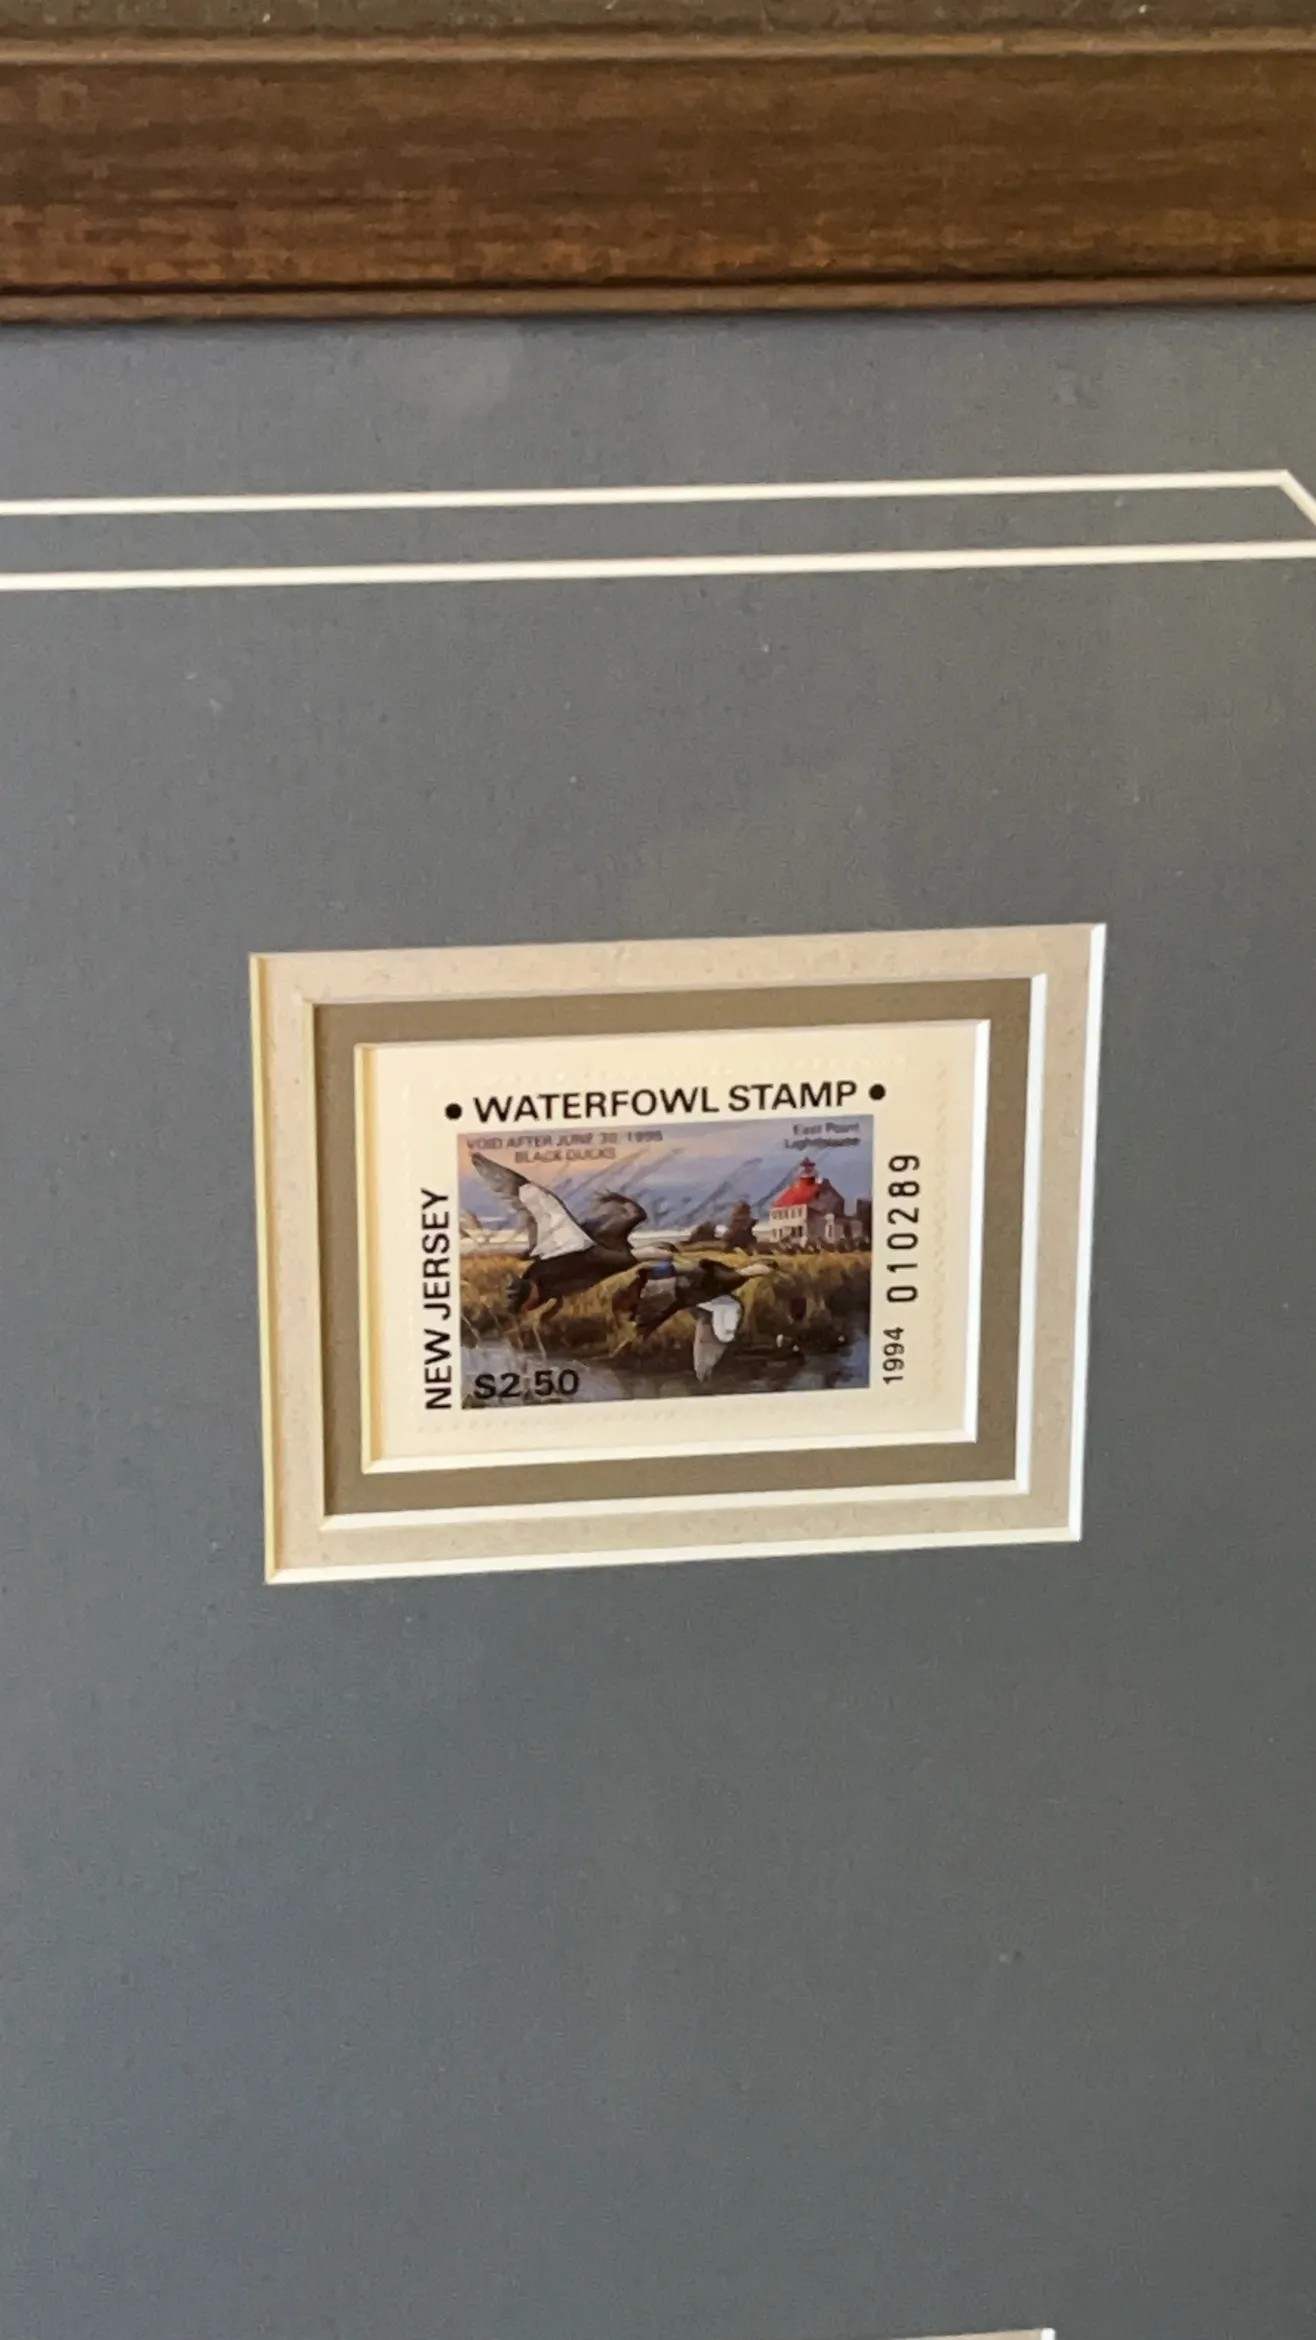 • WATERFOWL STAMP •
VOID AFTER JUNE 30, 1995
BLACK DUCKS
East Point
Lighthouse
NEW JERSEY
$2.50
1994 010289